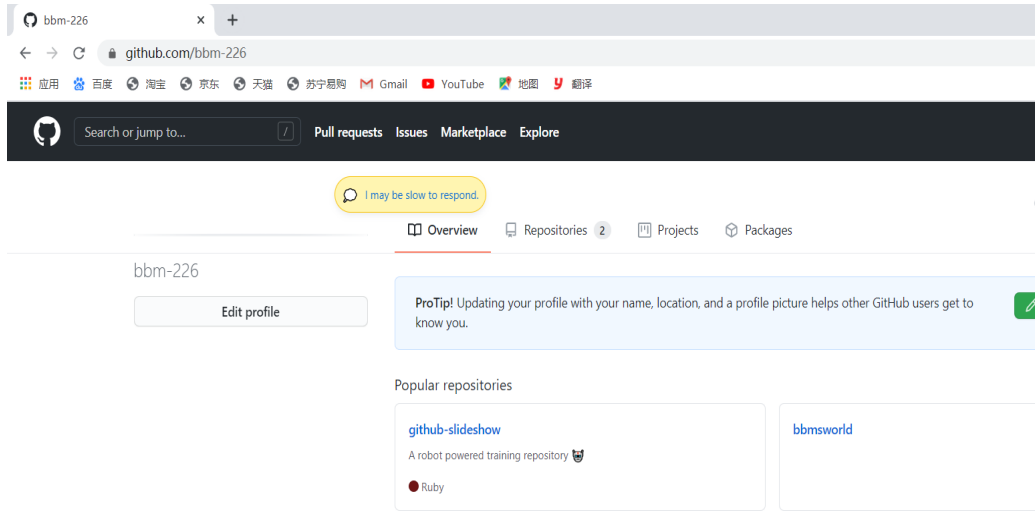 bbm-226
github.com/bbm-226
应用 百度 淘宝 京东 天猫 苏宁易购 Gmail YouTube 地图 翻译
Search or jump to... / Pull requests Issues Marketplace Explore
I may be slow to respond.
Overview Repositories 2 Projects Packages
bbm-226
Edit profile
ProTip! Updating your profile with your name, location, and a profile picture helps other GitHub users get to
know you.
Popular repositories
github-slideshow
A robot powered training repository
Ruby
bbmsworld